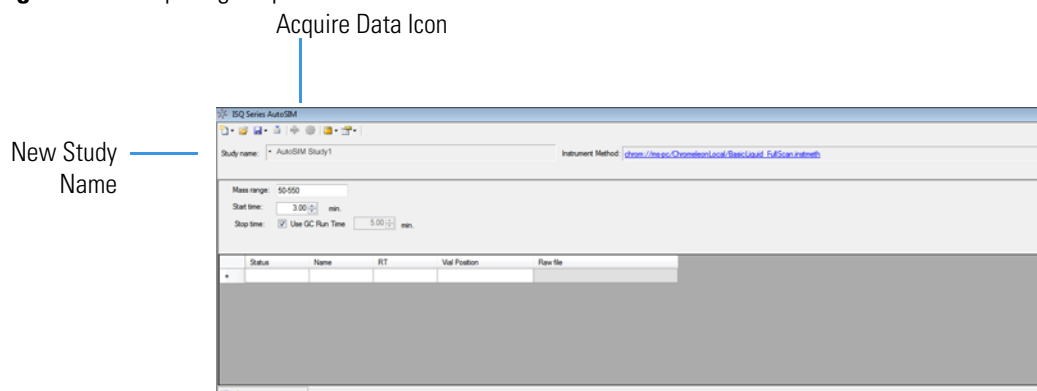 Acquire Data Icon
ISQ Series AutoSIM
New Study Name
Study name: * AutoSIM Study1 Instrument Method: chrom://ms-pc/ChromeleonLocal/BasicLiquid_FullScan.instmeth
Mass range: 50-550
Start time: 3.00 min.
Stop time: Use GC Run Time 5.00 min.
Status Name RT Vial Position Raw file